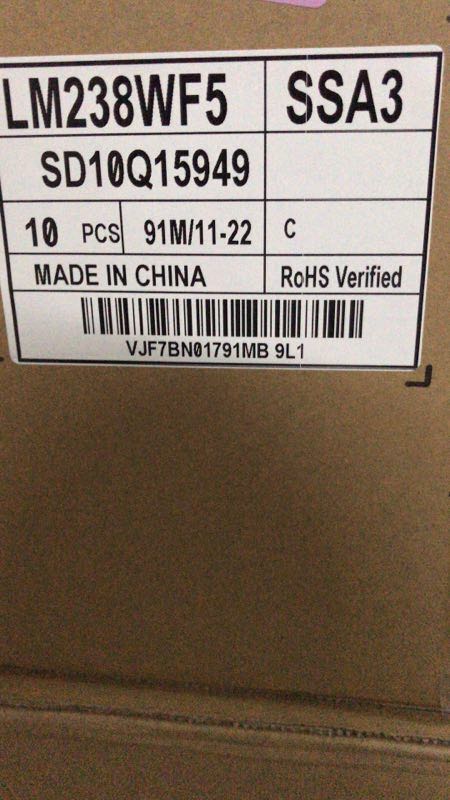 LM238WF5 SSA3
SD10Q15949
10 PCS 91M/11-22 C
MADE IN CHINA RoHS Verified
VJF7BN01791MB 9L1